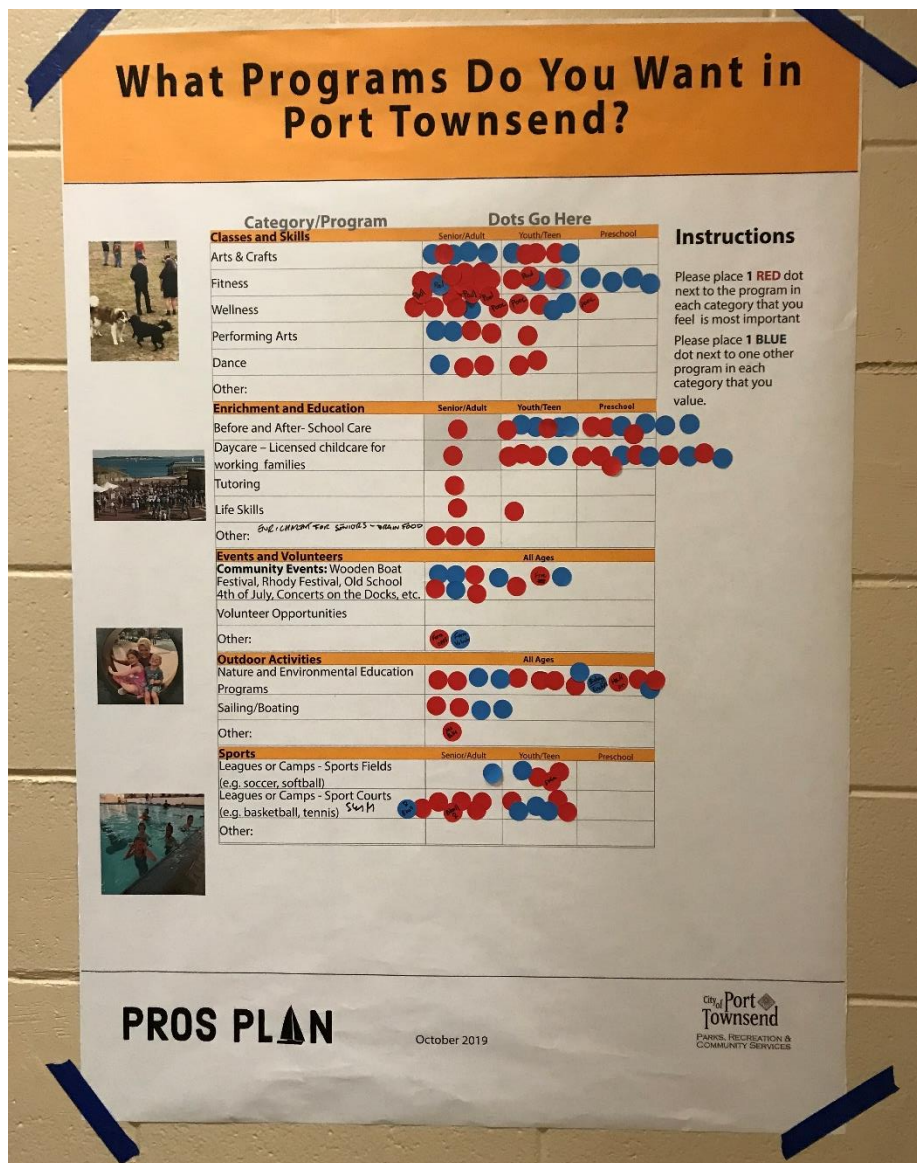 What Programs Do You Want in
Port Townsend?
Category/Program Dots Go Here
Classes and Skills Senior/Adult Youth/Teen Preschool
Arts & Crafts
Fitness
Wellness
Performing Arts
Dance
Other:
Enrichment and Education Senior/Adult Youth/Teen Preschool
Before and After- School Care
Daycare – Licensed childcare for
working families
Tutoring
Life Skills
Other: ENRICHMENT FOR SENIORS - BRAIN FOOD
Events and Volunteers All Ages
Community Events: Wooden Boat
Festival, Rhody Festival, Old School
4th of July, Concerts on the Docks, etc.
Volunteer Opportunities
Other:
Outdoor Activities All Ages
Nature and Environmental Education
Programs
Sailing/Boating
Other:
Sports Senior/Adult Youth/Teen Preschool
Leagues or Camps - Sports Fields
(e.g. soccer, softball)
Leagues or Camps - Sport Courts
(e.g. basketball, tennis) SWIM
Other:
Instructions
Please place 1 RED dot
next to the program in
each category that you
feel is most important
Please place 1 BLUE
dot next to one other
program in each
category that you
value.
PROS PLAN
October 2019
City of Port
Townsend
PARKS, RECREATION &
COMMUNITY SERVICES